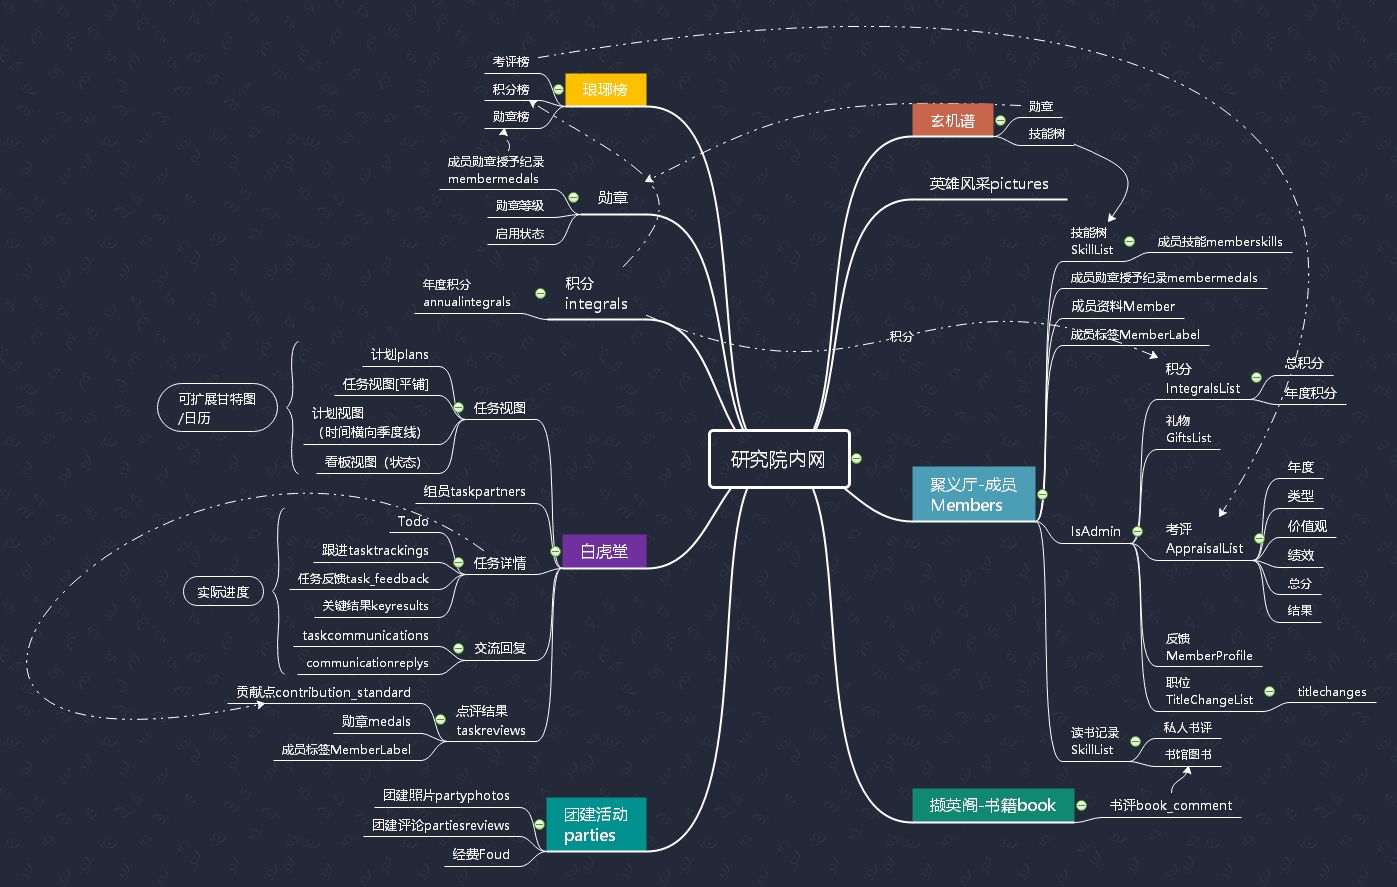 研究院内网
琅琊榜
考评榜
积分榜
勋章榜
勋章
成员勋章授予纪录
membermedals
勋章等级
启用状态
积分
integrals
年度积分
annualintegrals
白虎堂
任务视图
计划plans
任务视图[平铺]
计划视图
（时间横向季度线)
看板视图（状态)
可扩展甘特图
/日历
组员taskpartners
任务详情
Todo
跟进tasktrackings
任务反馈task_feedback
关键结果keyresults
交流回复
taskcommunications
communicationreplys
实际进度
点评结果
taskreviews
贡献点contribution_standard
勋章medals
成员标签MemberLabel
团建活动
parties
团建照片partyphotos
团建评论partiesreviews
经费Foud
玄机谱
勋章
技能树
英雄风采pictures
聚义厅-成员
Members
技能树
SkillList
成员技能memberskills
成员勋章授予纪录membermedals
成员资料Member
成员标签MemberLabel
积分
IsAdmin
积分
IntegralsList
总积分
年度积分
礼物
GiftsList
考评
AppraisalList
年度
类型
价值观
绩效
总分
结果
反馈
MemberProfile
职位
TitleChangeList
titlechanges
读书记录
SkillList
私人书评
书馆图书
撷英阁-书籍book
书评book_comment